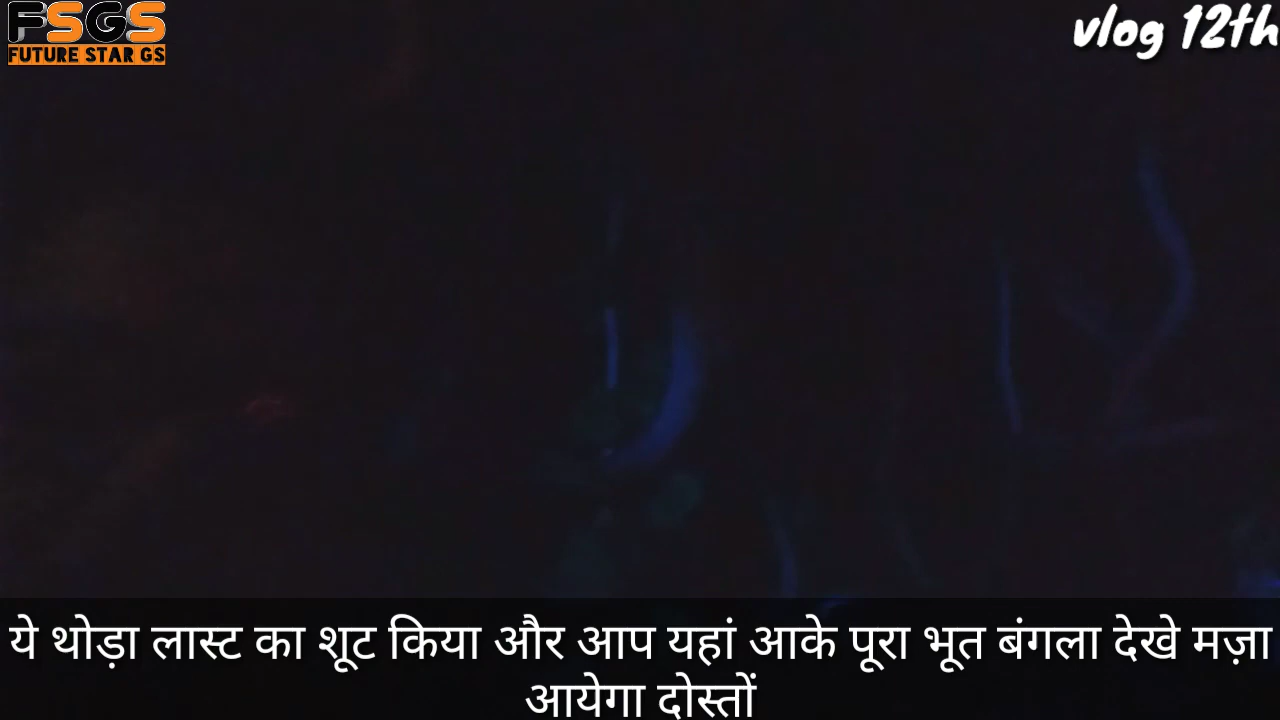 FSGS
FUTURE STAR GS
vlog 12th
ये थोड़ा लास्ट का शूट किया और आप यहां आके पूरा भूत बंगला देखे मज़ा
आयेगा दोस्तों